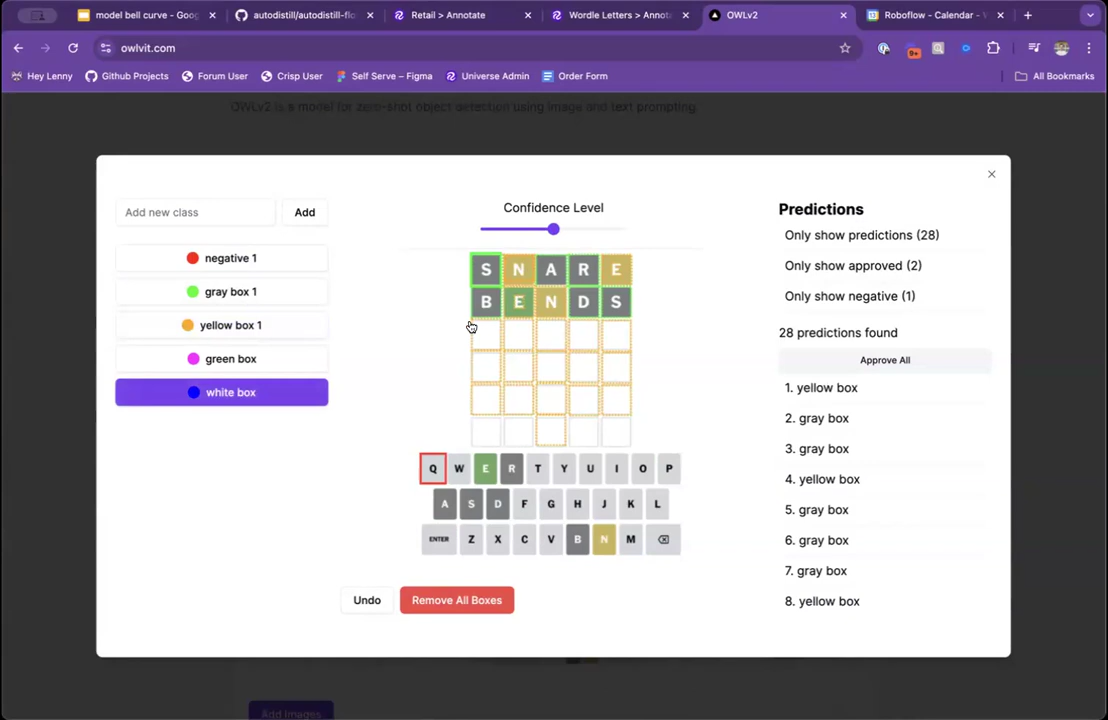 model bell curve - Goog
autodistill/autodistill-flo
Retail > Annotate
Wordle Letters > Annota
OWLv2
Roboflow - Calendar - W
owlvit.com
9+
Hey Lenny
Github Projects
Forum User
Crisp User
Self Serve – Figma
Universe Admin
Order Form
All Bookmarks
OWLv2 is a model for zero-shot object detection using image and text prompting.
Add new class
Add
negative 1
gray box 1
yellow box 1
green box
white box
Confidence Level
S N A R E
B E N D S
Q W E R T Y U I O P
A S D F G H J K L
ENTER Z X C V B N M
Undo
Remove All Boxes
Predictions
Only show predictions (28)
Only show approved (2)
Only show negative (1)
28 predictions found
Approve All
1. yellow box
2. gray box
3. gray box
4. yellow box
5. gray box
6. gray box
7. gray box
8. yellow box
Add Images